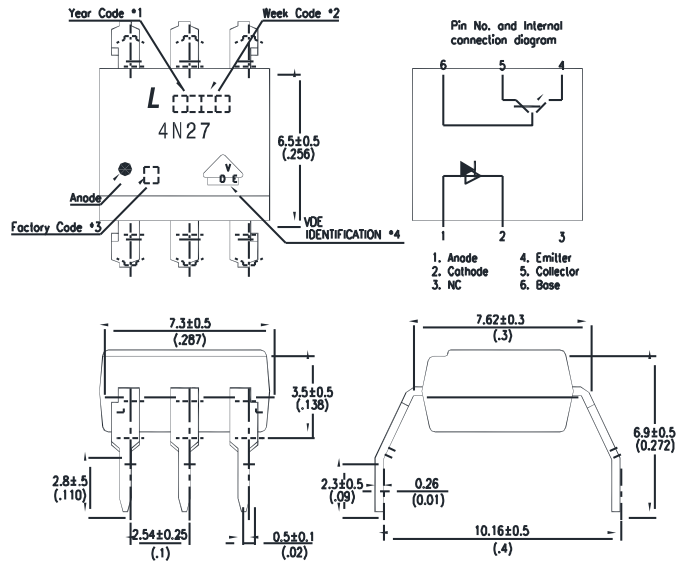 Year Code *1
Week Code *2
Pin No. and Internal
connection diagram
L
4N27
6.5±0.5
(.256)
V
D E
Anode
Factory Code *3
VDE
IDENTIFICATION *4
6 5 4
1 2 3
1. Anode 4. Emitter
2. Cathode 5. Collector
3. NC 6. Base
7.3±0.5
(.287)
3.5±0.5
(.138)
2.8±.5
(.110)
2.54±0.25
(.1)
0.5±0.1
(.02)
7.62±0.3
(.3)
6.9±0.5
(0.272)
2.3±0.5
(.09)
0.26
(0.01)
10.16±0.5
(.4)